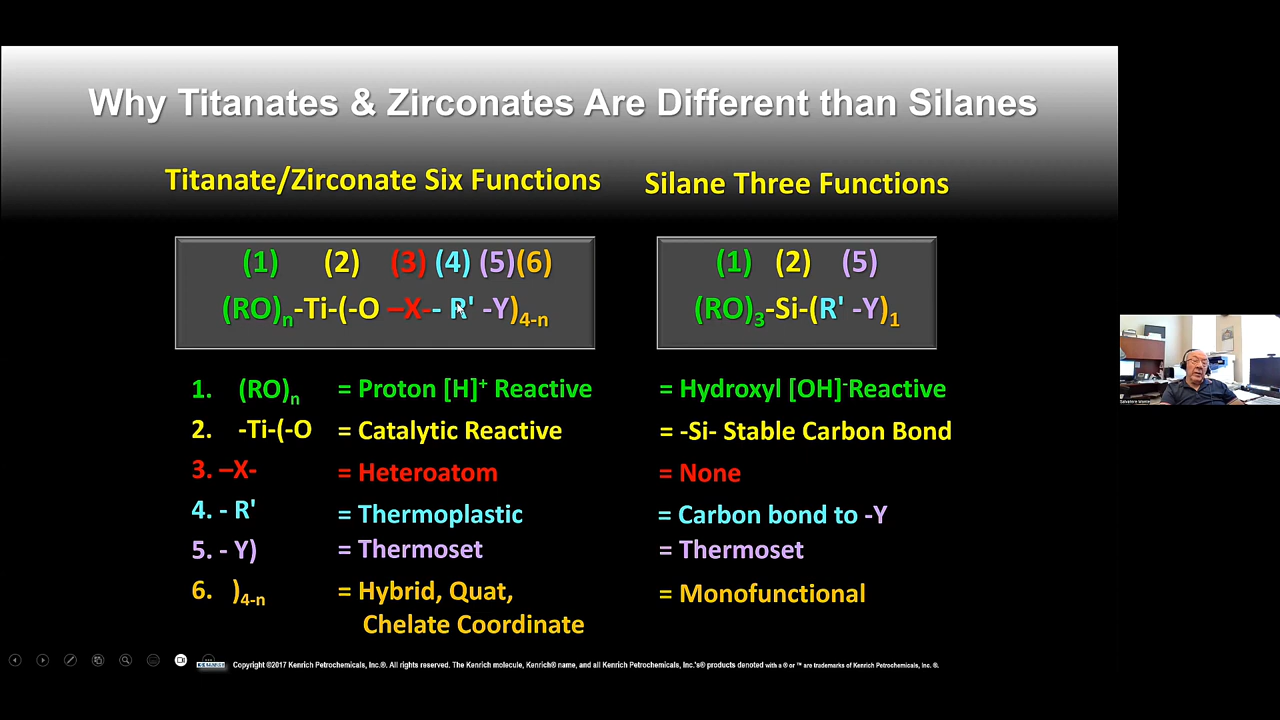 Why Titanates & Zirconates Are Different than Silanes
Titanate/Zirconate Six Functions
(1) (2) (3) (4) (5)(6)
(RO)n-Ti-(-O –X-- R' -Y)4-n
1. (RO)n = Proton [H]+ Reactive
2. -Ti-(-O = Catalytic Reactive
3. –X- = Heteroatom
4. - R' = Thermoplastic
5. - Y) = Thermoset
6. )4-n = Hybrid, Quat,
Chelate Coordinate
Silane Three Functions
(1) (2) (5)
(RO)3-Si-(R' -Y)1
= Hydroxyl [OH]-Reactive
= -Si- Stable Carbon Bond
= None
= Carbon bond to -Y
= Thermoset
= Monofunctional
KENRICH Copyright ©2017 Kenrich Petrochemicals, Inc.®. All rights reserved. The Kenrich molecule, Kenrich® name, and all Kenrich Petrochemicals, Inc.'s® products denoted with a ® or ™ are trademarks of Kenrich Petrochemicals, Inc. ®.
Salvatore